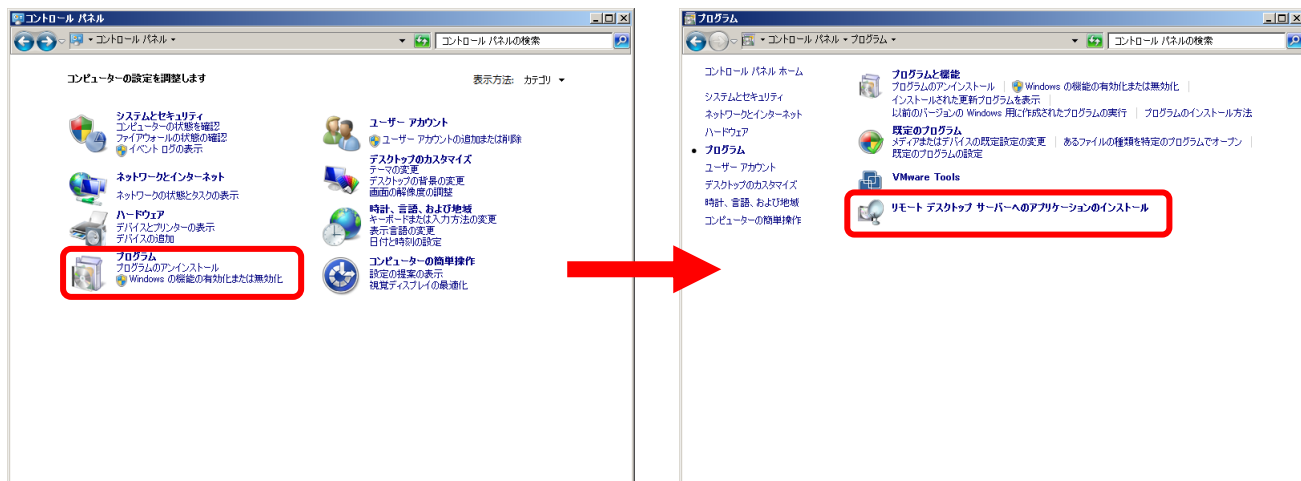 コントロール パネル
コントロール パネル
コントロール パネルの検索
コンピューターの設定を調整します
表示方法: カテゴリ
システムとセキュリティ
コンピューターの状態を確認
ファイアウォールの状態の確認
イベント ログの表示
ネットワークとインターネット
ネットワークの状態とタスクの表示
ハードウェア
デバイスとプリンターの表示
デバイスの追加
プログラム
プログラムのアンインストール
Windows の機能の有効化または無効化
ユーザー アカウント
ユーザー アカウントの追加または削除
デスクトップのカスタマイズ
テーマの変更
デスクトップの背景の変更
画面の解像度の調整
時計、言語、および地域
キーボードまたは入力方法の変更
表示言語の変更
日付と時刻の設定
コンピューターの簡単操作
設定の提案の表示
視覚ディスプレイの最適化
プログラム
コントロール パネル プログラム
コントロール パネルの検索
コントロール パネル ホーム
システムとセキュリティ
ネットワークとインターネット
ハードウェア
プログラム
ユーザー アカウント
デスクトップのカスタマイズ
時計、言語、および地域
コンピューターの簡単操作
プログラムと機能
プログラムのアンインストール Windows の機能の有効化または無効化
インストールされた更新プログラムを表示
以前のバージョンの Windows 用に作成されたプログラムの実行 プログラムのインストール方法
既定のプログラム
メディアまたはデバイスの既定設定の変更 あるファイルの種類を特定のプログラムでオープン
既定のプログラムの設定
VMware Tools
リモート デスクトップ サーバーへのアプリケーションのインストール